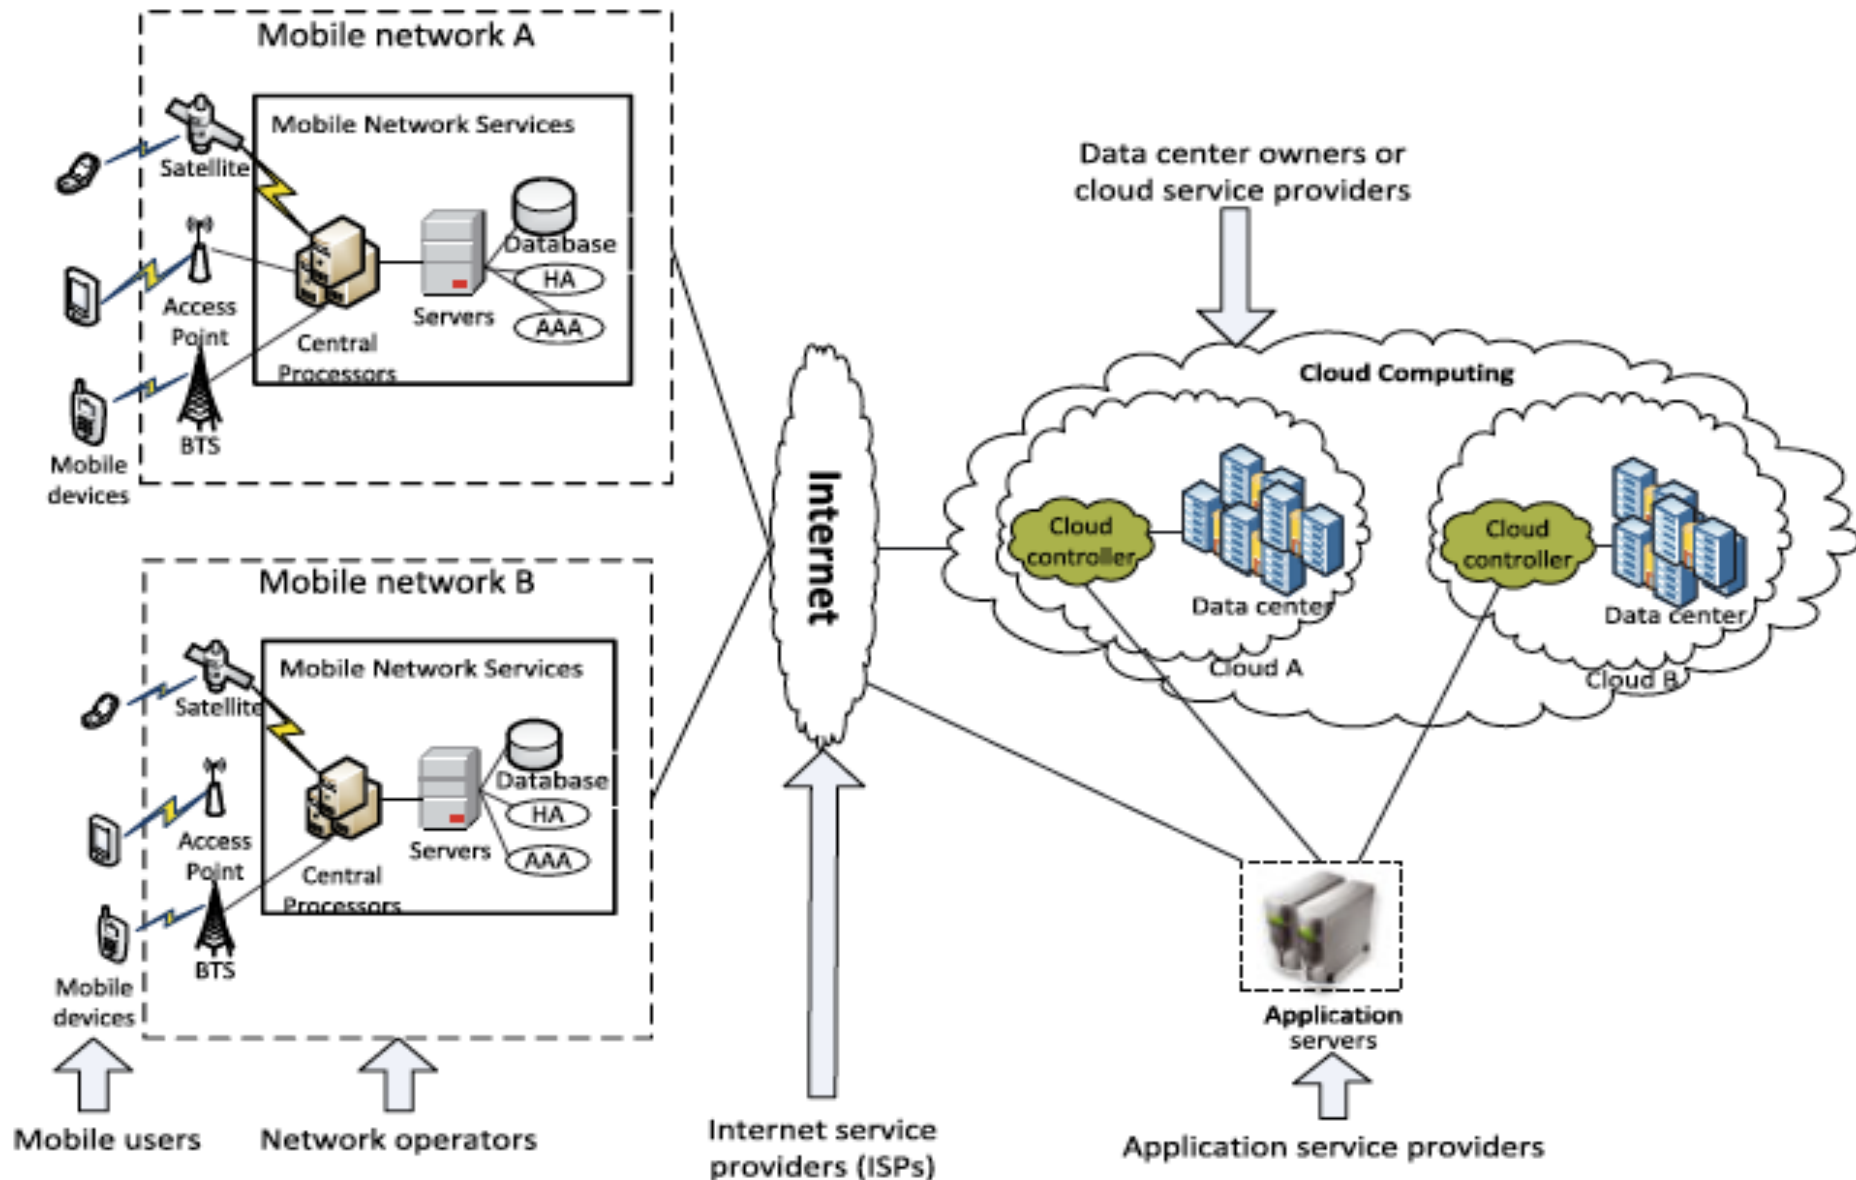 Mobile network A
Mobile Network Services
Satellite
Database
HA
AAA
Access
Point
Servers
Central
Processors
BTS
Mobile
devices
Mobile network B
Mobile Network Services
Satellite
Database
HA
AAA
Access
Point
Servers
Central
Processors
BTS
Mobile
devices
Mobile users
Network operators
Internet
Internet service
providers (ISPs)
Data center owners or
cloud service providers
Cloud Computing
Cloud
controller
Data center
Cloud A
Cloud
controller
Data center
Cloud B
Application
servers
Application service providers